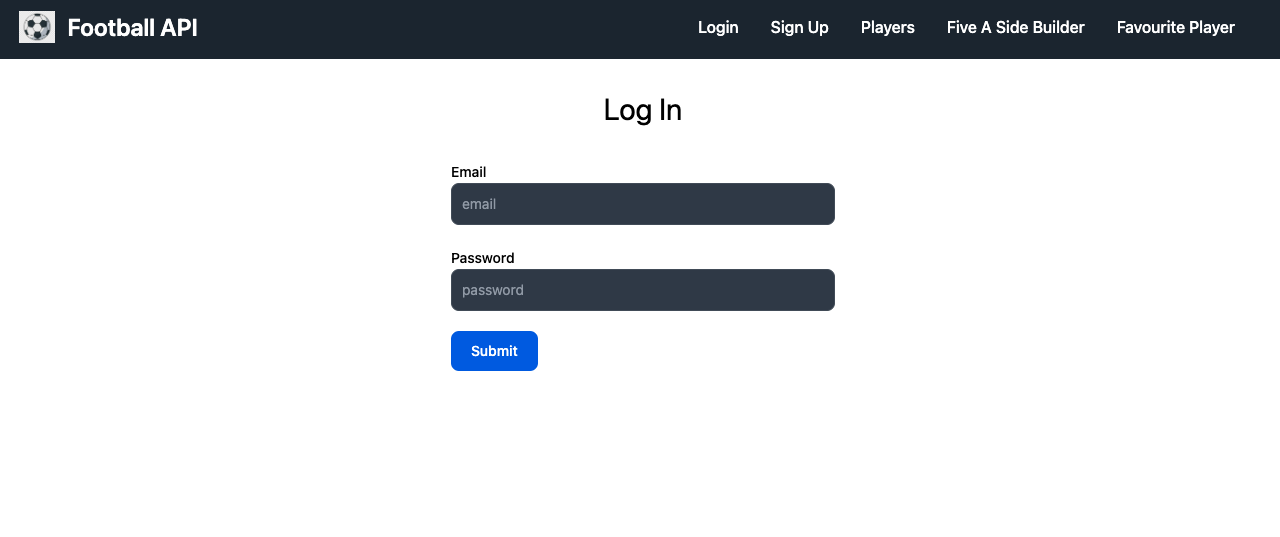 Football API Login Sign Up Players Five A Side Builder Favourite Player
Log In
Email
email
Password
password
Submit